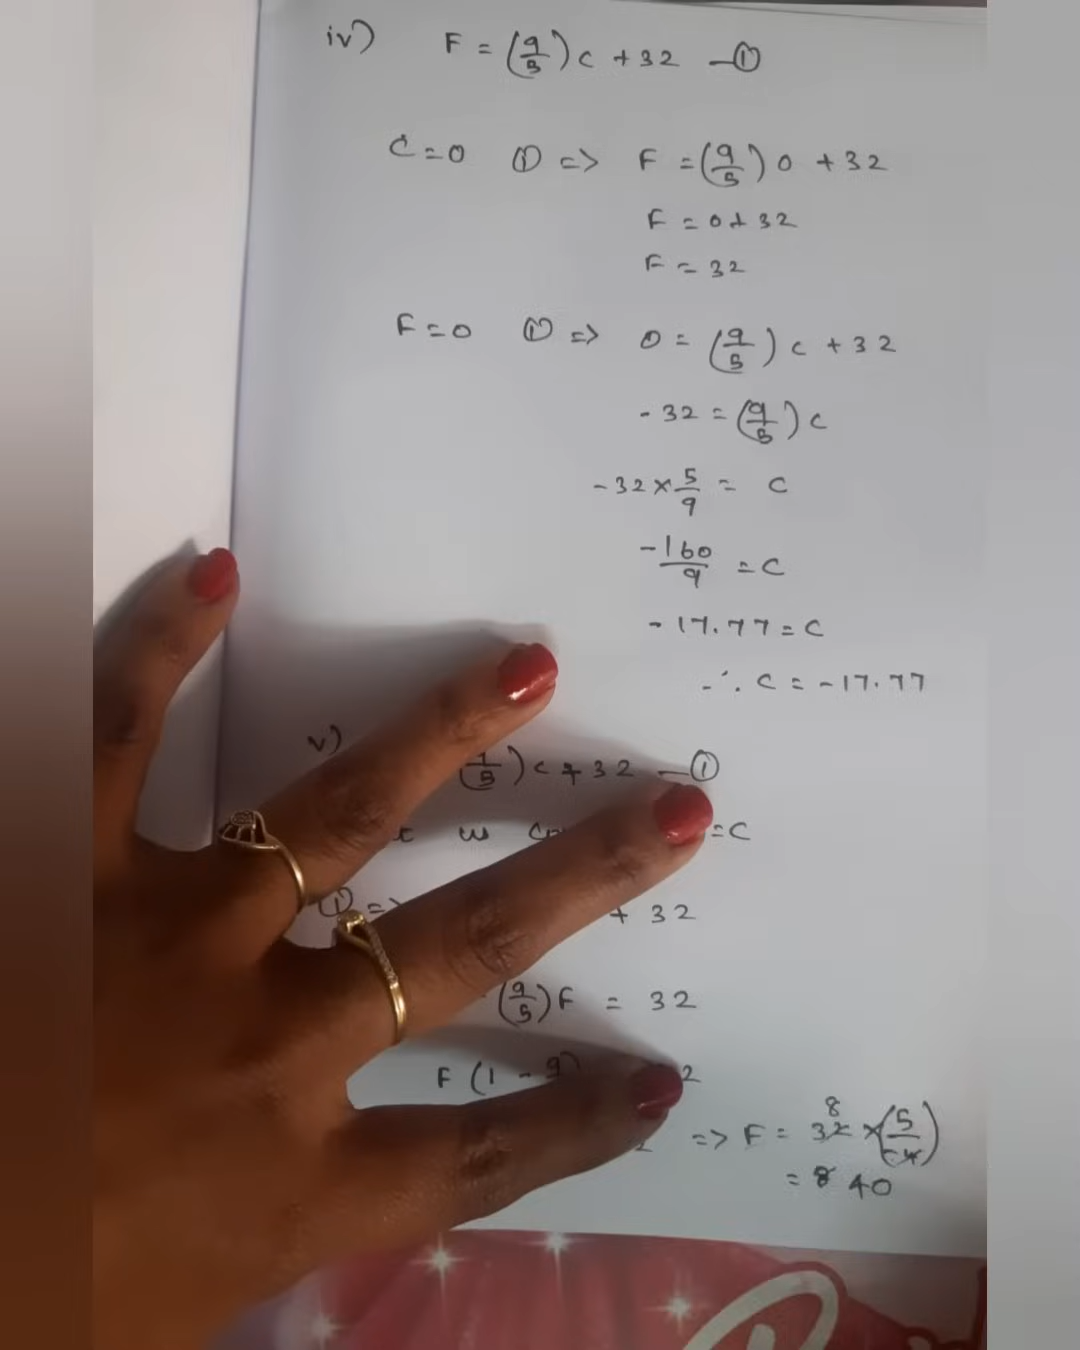 iv) F = (9/5) C + 32 —①
C = 0 ① => F = (9/5) 0 + 32
F = 0 + 32
F = 32
F = 0 ① => 0 = (9/5) C + 32
- 32 = (9/5) C
- 32 × 5/9 = C
-160/9 = C
- 17.77 = C
∴ C = -17.77
v) /5) C + 32 —①
= C
① => + 32
(9/5) F = 32
F (1 - 9 2
=> F = 32 × (5/-4)
8
= 40